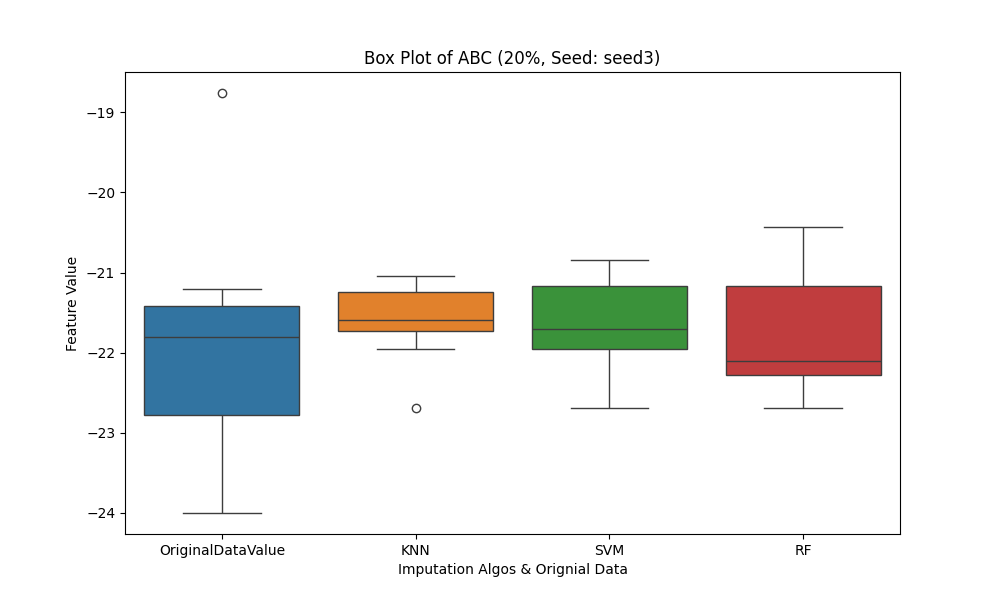 Box Plot of ABC (20%, Seed: seed3)
−19
−20
−21
−22
−23
−24
Feature Value
OriginalDataValue KNN SVM RF
Imputation Algos & Orignial Data